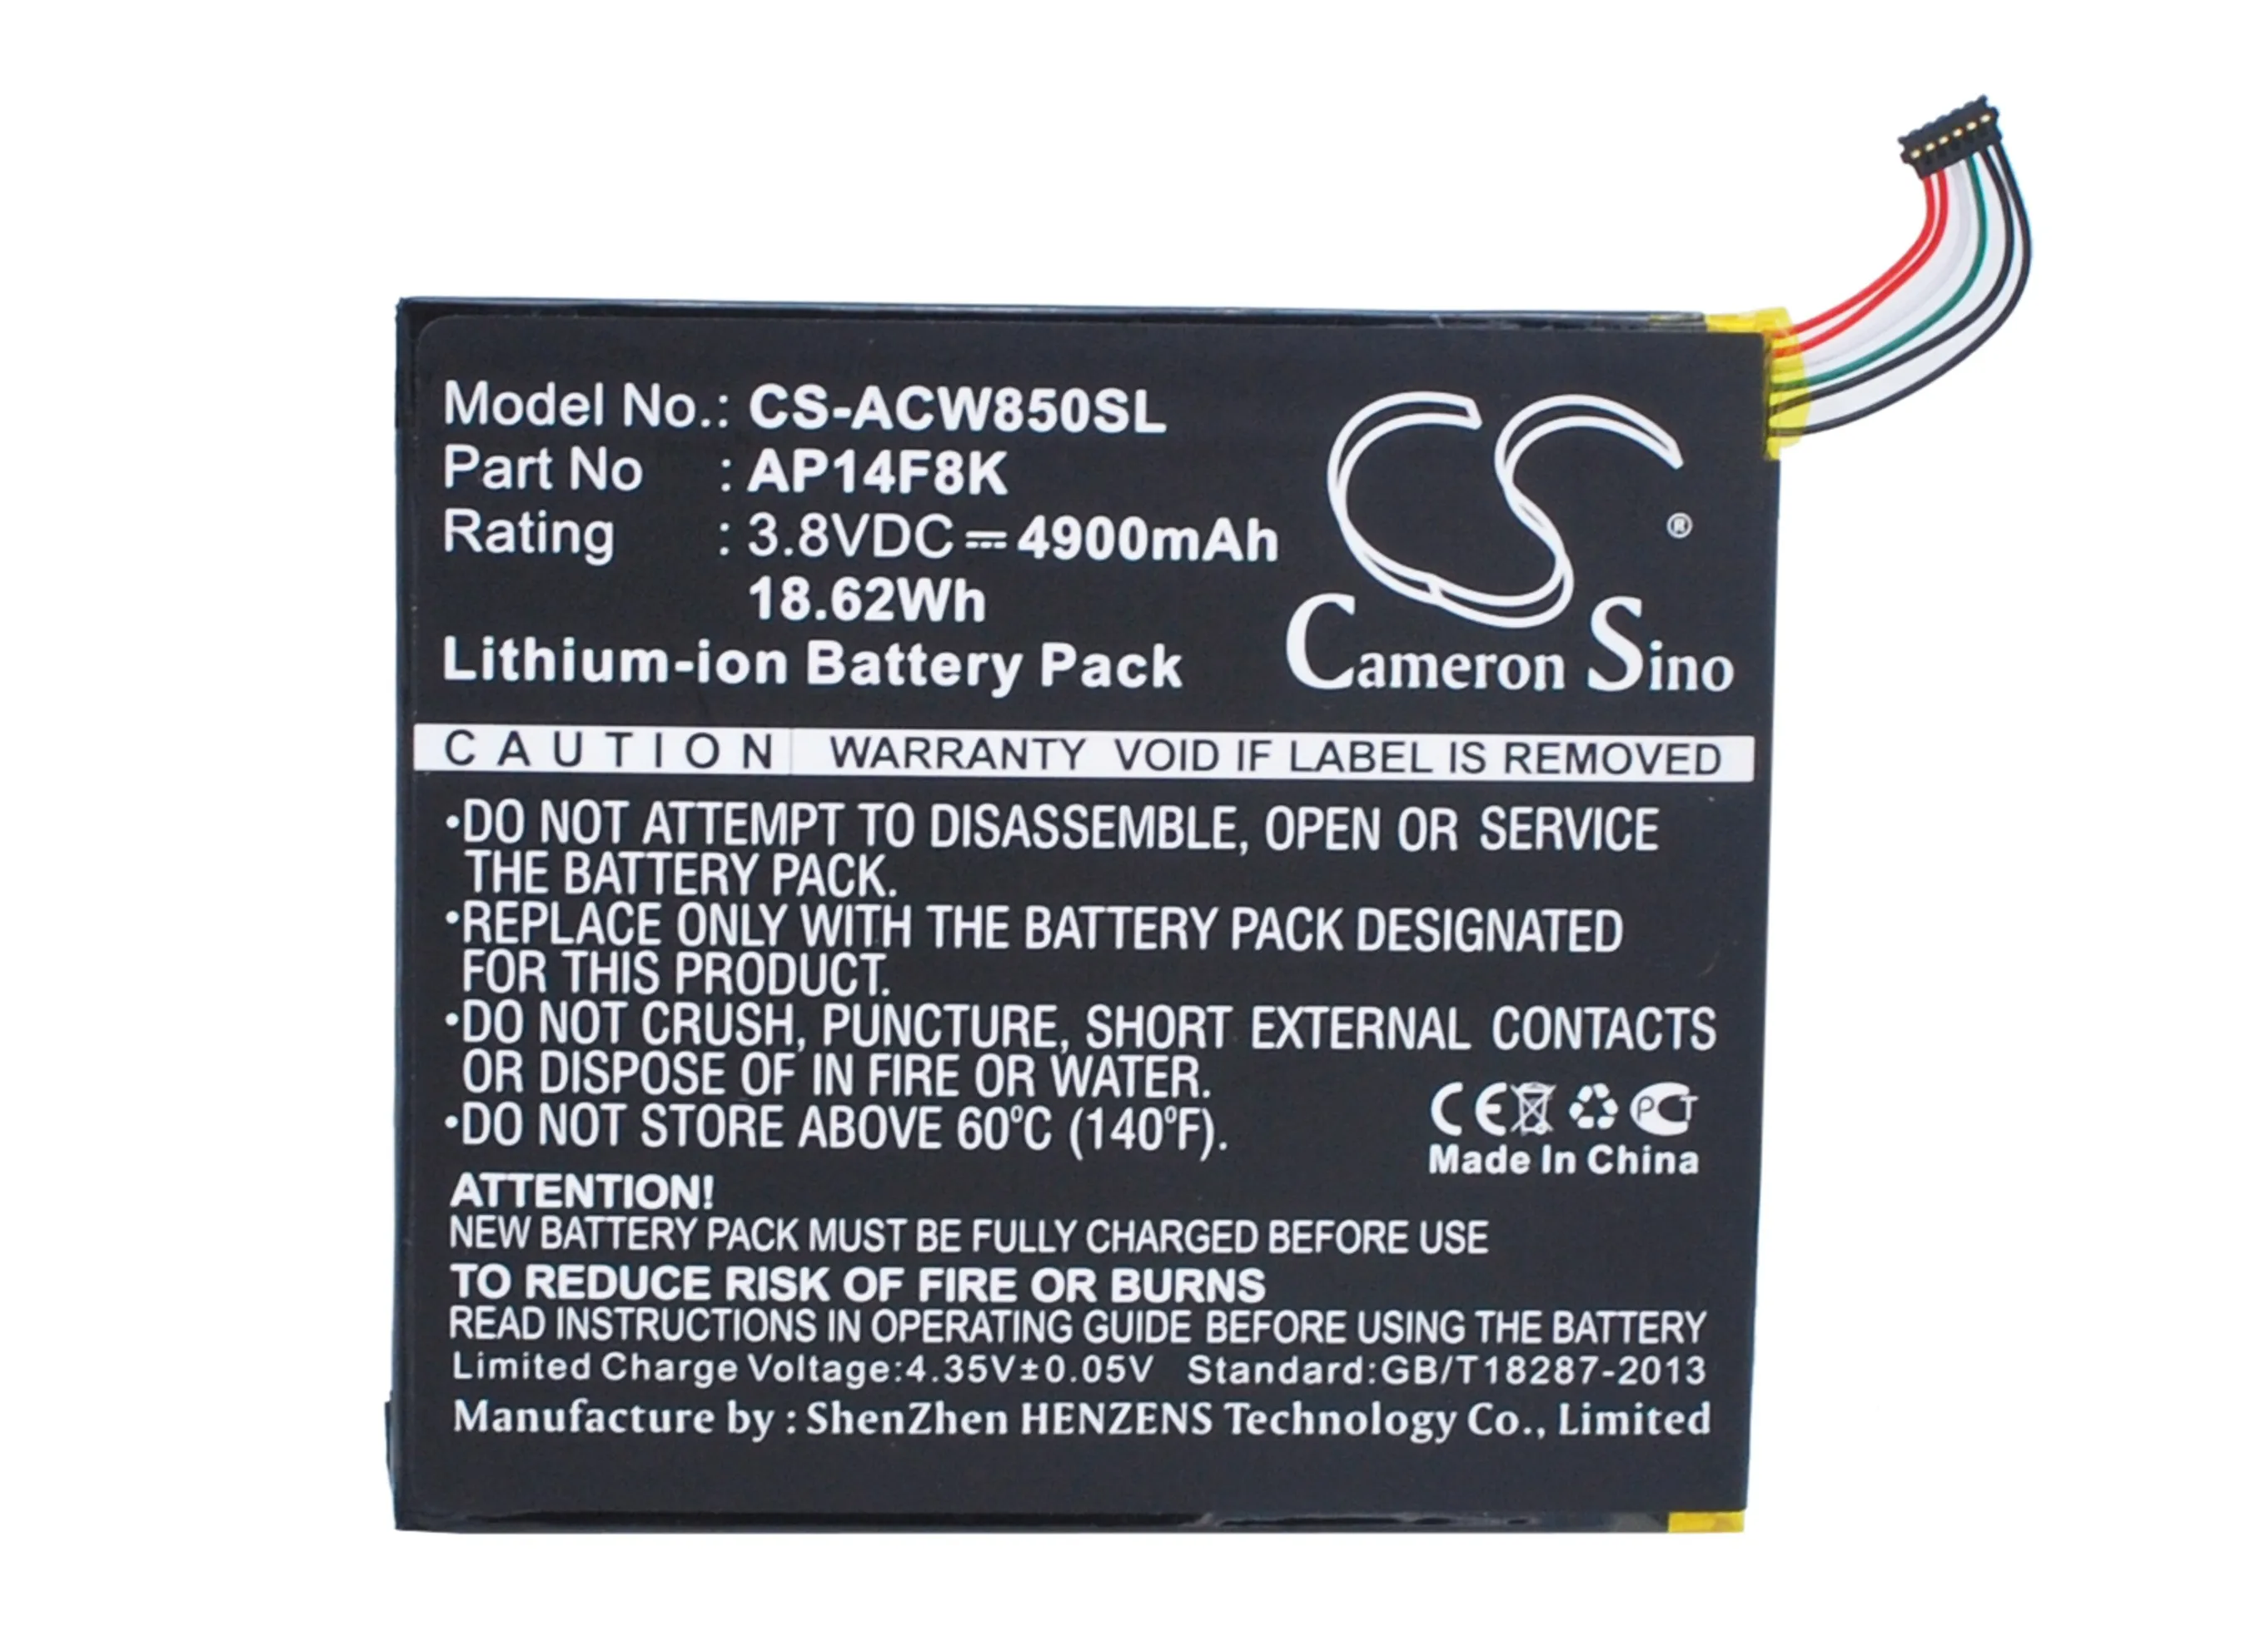 Model No.: CS-ACW850SL
Part No : AP14F8K
Rating : 3.8VDC ⎓ 4900mAh
18.62Wh
Lithium-ion Battery Pack
CS
®
Cameron Sino
CAUTION WARRANTY VOID IF LABEL IS REMOVED
•DO NOT ATTEMPT TO DISASSEMBLE, OPEN OR SERVICE
THE BATTERY PACK.
•REPLACE ONLY WITH THE BATTERY PACK DESIGNATED
FOR THIS PRODUCT.
•DO NOT CRUSH, PUNCTURE, SHORT EXTERNAL CONTACTS
OR DISPOSE OF IN FIRE OR WATER.
•DO NOT STORE ABOVE 60°C (140°F).
CE PCT
Made In China
ATTENTION!
NEW BATTERY PACK MUST BE FULLY CHARGED BEFORE USE
TO REDUCE RISK OF FIRE OR BURNS
READ INSTRUCTIONS IN OPERATING GUIDE BEFORE USING THE BATTERY
Limited Charge Voltage:4.35V±0.05V Standard:GB/T18287-2013
Manufacture by : ShenZhen HENZENS Technology Co., Limited